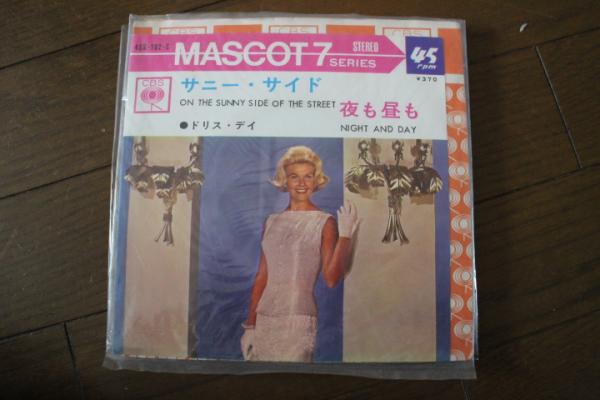 MASCOT 7 SERIES
STEREO
45 rpm
¥370
CBS
サニー・サイド
ON THE SUNNY SIDE OF THE STREET
夜も昼も
●ドリス・デイ
NIGHT AND DAY
CBS